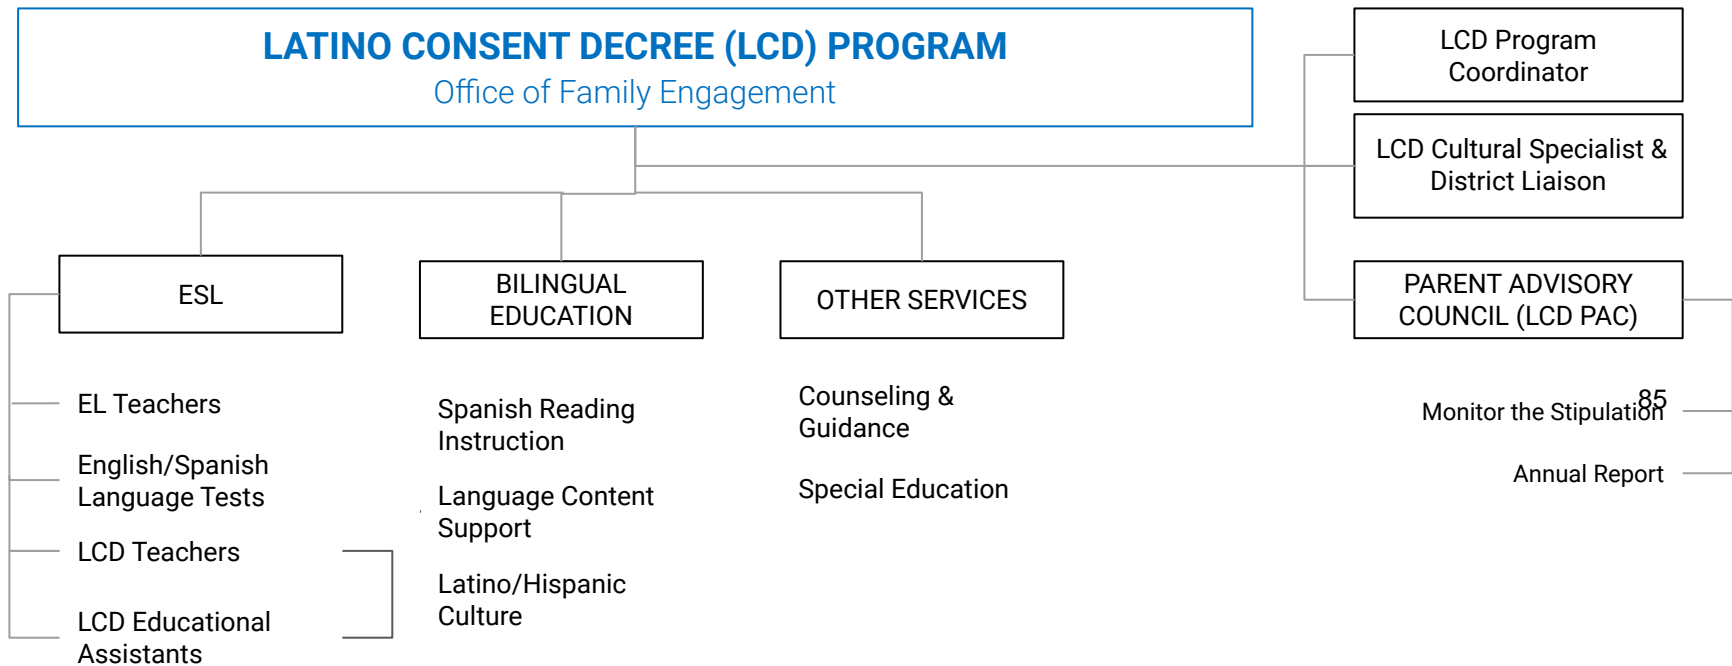 LATINO CONSENT DECREE (LCD) PROGRAM
Office of Family Engagement
LCD Program
Coordinator
LCD Cultural Specialist &
District Liaison
ESL
BILINGUAL
EDUCATION
OTHER SERVICES
PARENT ADVISORY
COUNCIL (LCD PAC)
EL Teachers
English/Spanish
Language Tests
LCD Teachers
LCD Educational
Assistants
Spanish Reading
Instruction
Language Content
Support
Latino/Hispanic
Culture
Counseling &
Guidance
Special Education
85
Monitor the Stipulation
Annual Report